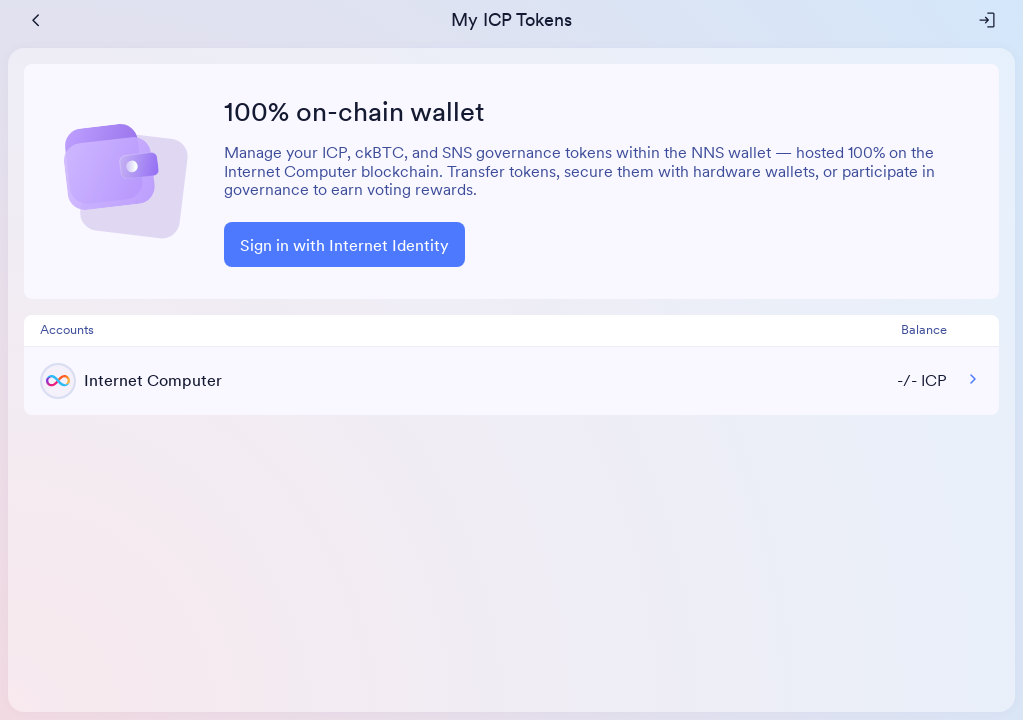 My ICP Tokens
100% on-chain wallet
Manage your ICP, ckBTC, and SNS governance tokens within the NNS wallet — hosted 100% on the
Internet Computer blockchain. Transfer tokens, secure them with hardware wallets, or participate in
governance to earn voting rewards.
Sign in with Internet Identity
Accounts Balance
Internet Computer -/- ICP